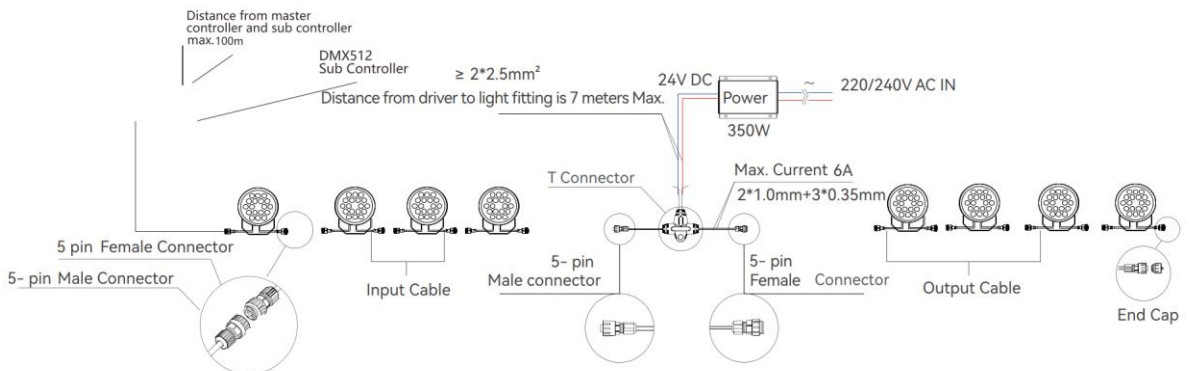 Distance from master
controller and sub controller
max.100m
DMX512
Sub Controller
≥ 2*2.5mm²
Distance from driver to light fitting is 7 meters Max.
24V DC
Power
350W
~
220/240V AC IN
T Connector
Max. Current 6A
2*1.0mm+3*0.35mm
5 pin Female Connector
5- pin Male Connector
Input Cable
5- pin
Male connector
5- pin
Female Connector
Output Cable
End Cap